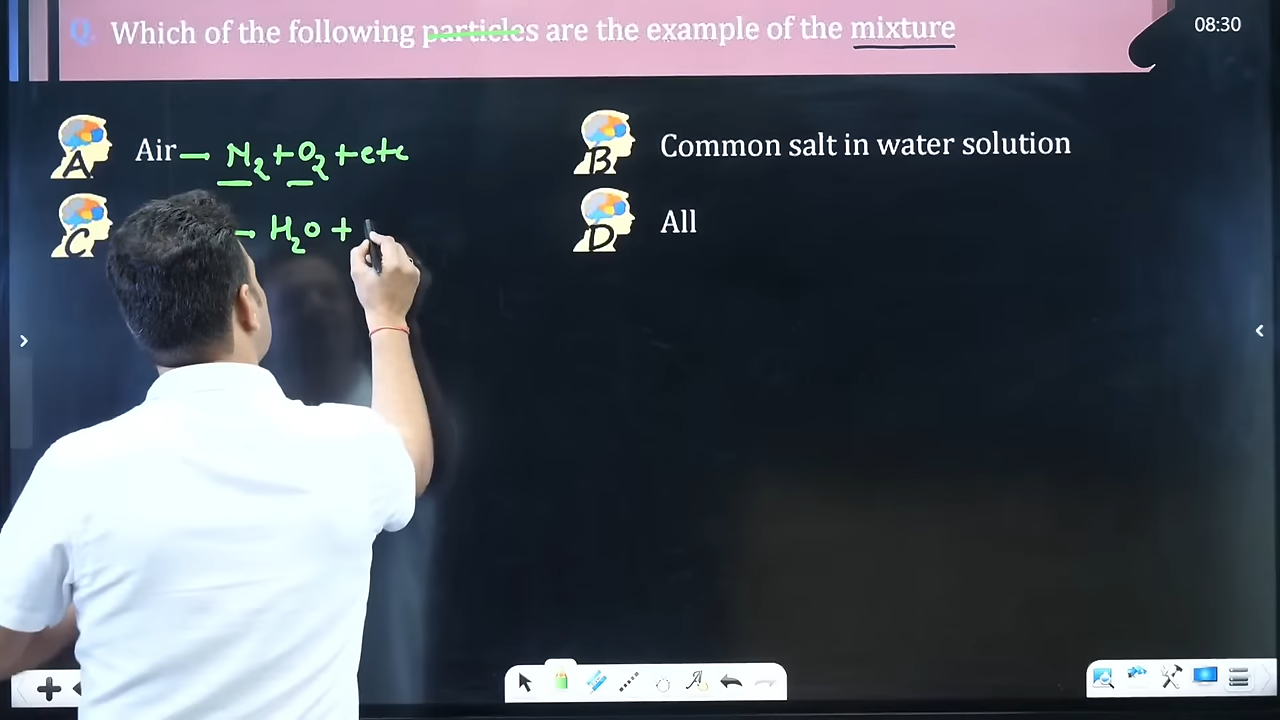 Q. Which of the following particles are the example of the mixture
08:30
A Air → N₂ + O₂ + etc
B Common salt in water solution
C → H₂O +
D All